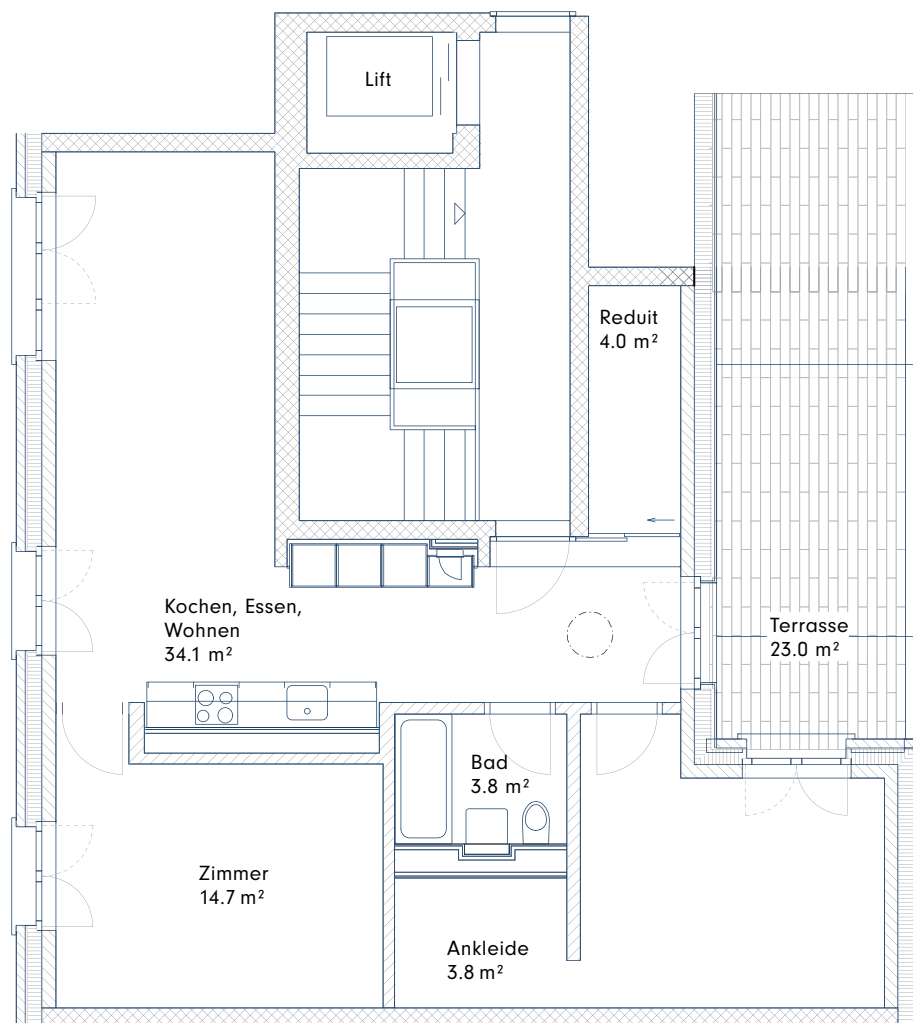 Lift
Reduit
4.0 m²
Kochen, Essen,
Wohnen
34.1 m²
Terrasse
23.0 m²
Bad
3.8 m²
Zimmer
14.7 m²
Ankleide
3.8 m²